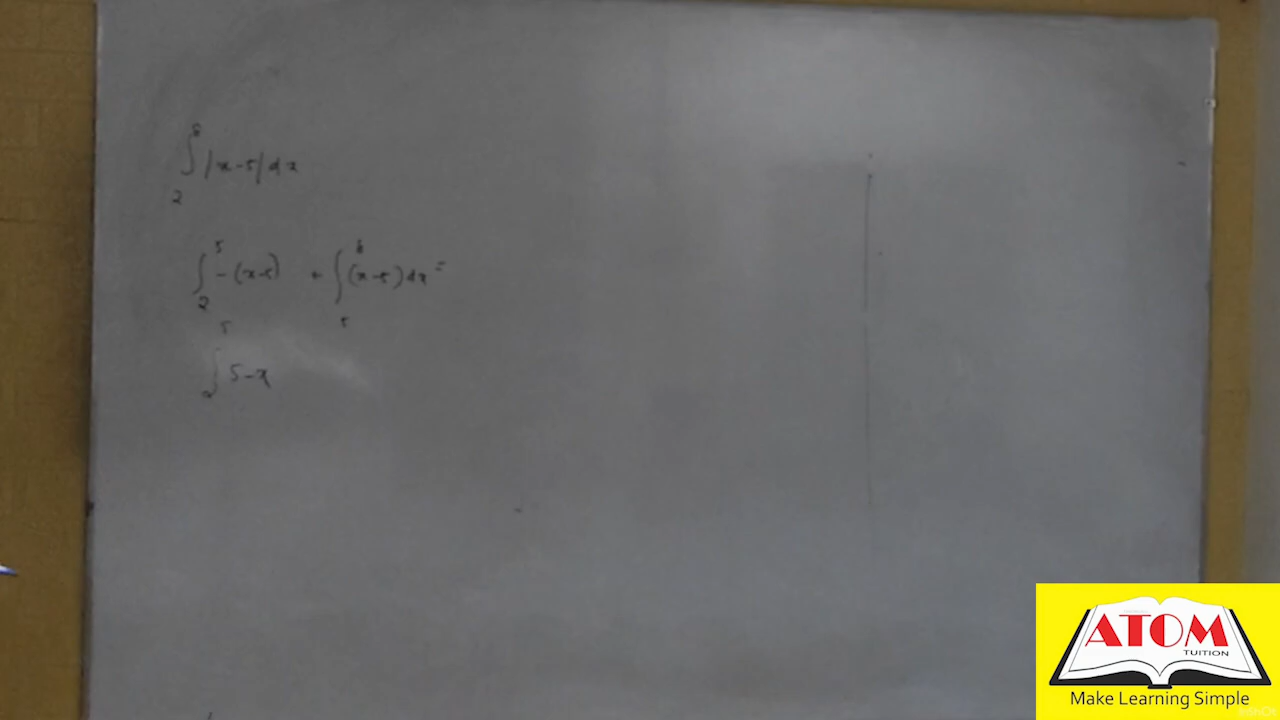 ∫₂⁸ |x-5| dx
∫₂⁵ -(x-5) + ∫₅⁸ (x-5) dx =
∫₂⁵ 5-x
ATOM
TUITION
Make Learning Simple